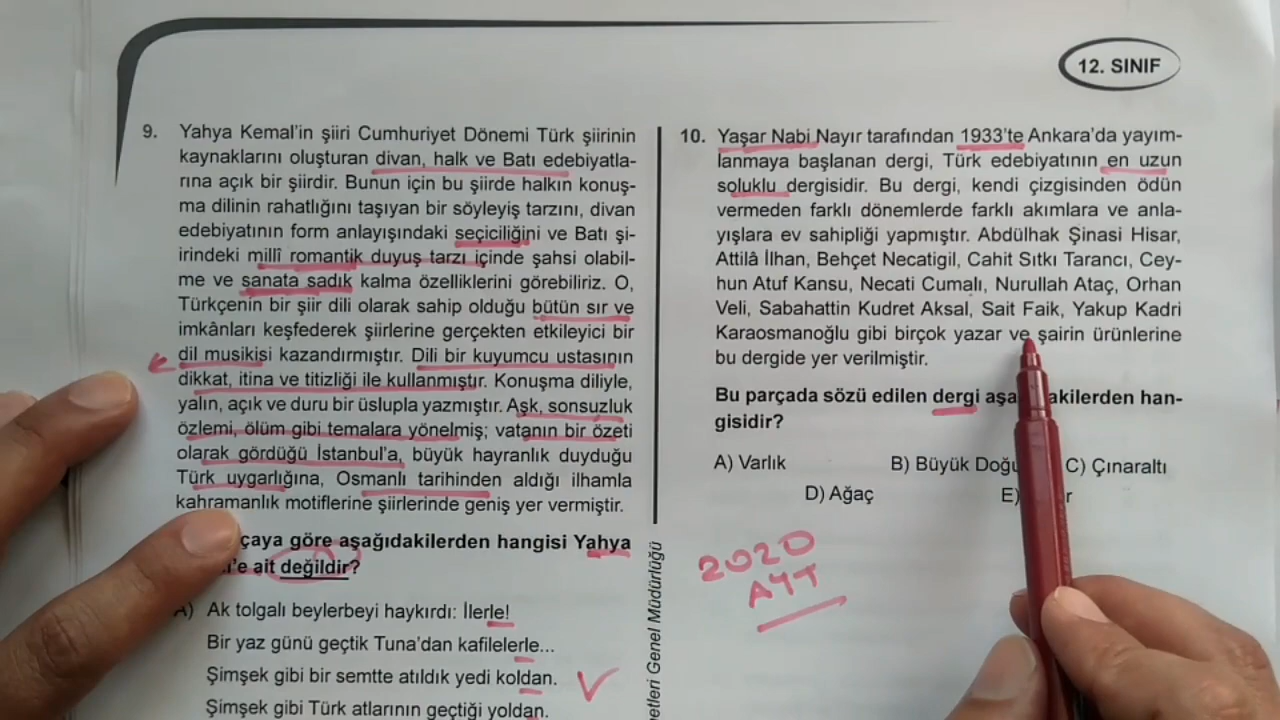 12. SINIF
9. Yahya Kemal’in şiiri Cumhuriyet Dönemi Türk şiirinin
kaynaklarını oluşturan divan, halk ve Batı edebiyatla-
rına açık bir şiirdir. Bunun için bu şiirde halkın konuş-
ma dilinin rahatlığını taşıyan bir söyleyiş tarzını, divan
edebiyatının form anlayışındaki seçiciliğini ve Batı şi-
irindeki millî romantik duyuş tarzı içinde şahsi olabil-
me ve sanata sadık kalma özelliklerini görebiliriz. O,
Türkçenin bir şiir dili olarak sahip olduğu bütün sır ve
imkânları keşfederek şiirlerine gerçekten etkileyici bir
dil musikisi kazandırmıştır. Dili bir kuyumcu ustasının
dikkat, itina ve titizliği ile kullanmıştır. Konuşma diliyle,
yalın, açık ve duru bir üslupla yazmıştır. Aşk, sonsuzluk
özlemi, ölüm gibi temalara yönelmiş; vatanın bir özeti
olarak gördüğü İstanbul’a, büyük hayranlık duyduğu
Türk uygarlığına, Osmanlı tarihinden aldığı ilhamla
kahramanlık motiflerine şiirlerinde geniş yer vermiştir.
çaya göre aşağıdakilerden hangisi Yahya
’e ait değildir?
A) Ak tolgalı beylerbeyi haykırdı: İlerle!
Bir yaz günü geçtik Tuna’dan kafilelerle...
Şimşek gibi bir semtte atıldık yedi koldan.
Şimşek gibi Türk atlarının geçtiği yoldan.
10. Yaşar Nabi Nayır tarafından 1933’te Ankara’da yayım-
lanmaya başlanan dergi, Türk edebiyatının en uzun
soluklu dergisidir. Bu dergi, kendi çizgisinden ödün
vermeden farklı dönemlerde farklı akımlara ve anla-
yışlara ev sahipliği yapmıştır. Abdülhak Şinasi Hisar,
Attilâ İlhan, Behçet Necatigil, Cahit Sıtkı Tarancı, Cey-
hun Atuf Kansu, Necati Cumalı, Nurullah Ataç, Orhan
Veli, Sabahattin Kudret Aksal, Sait Faik, Yakup Kadri
Karaosmanoğlu gibi birçok yazar ve şairin ürünlerine
bu dergide yer verilmiştir.
Bu parçada sözü edilen dergi aşa akilerden han-
gisidir?
A) Varlık B) Büyük Doğu C) Çınaraltı
D) Ağaç E) r
2020
AYT
etleri Genel Müdürlüğü